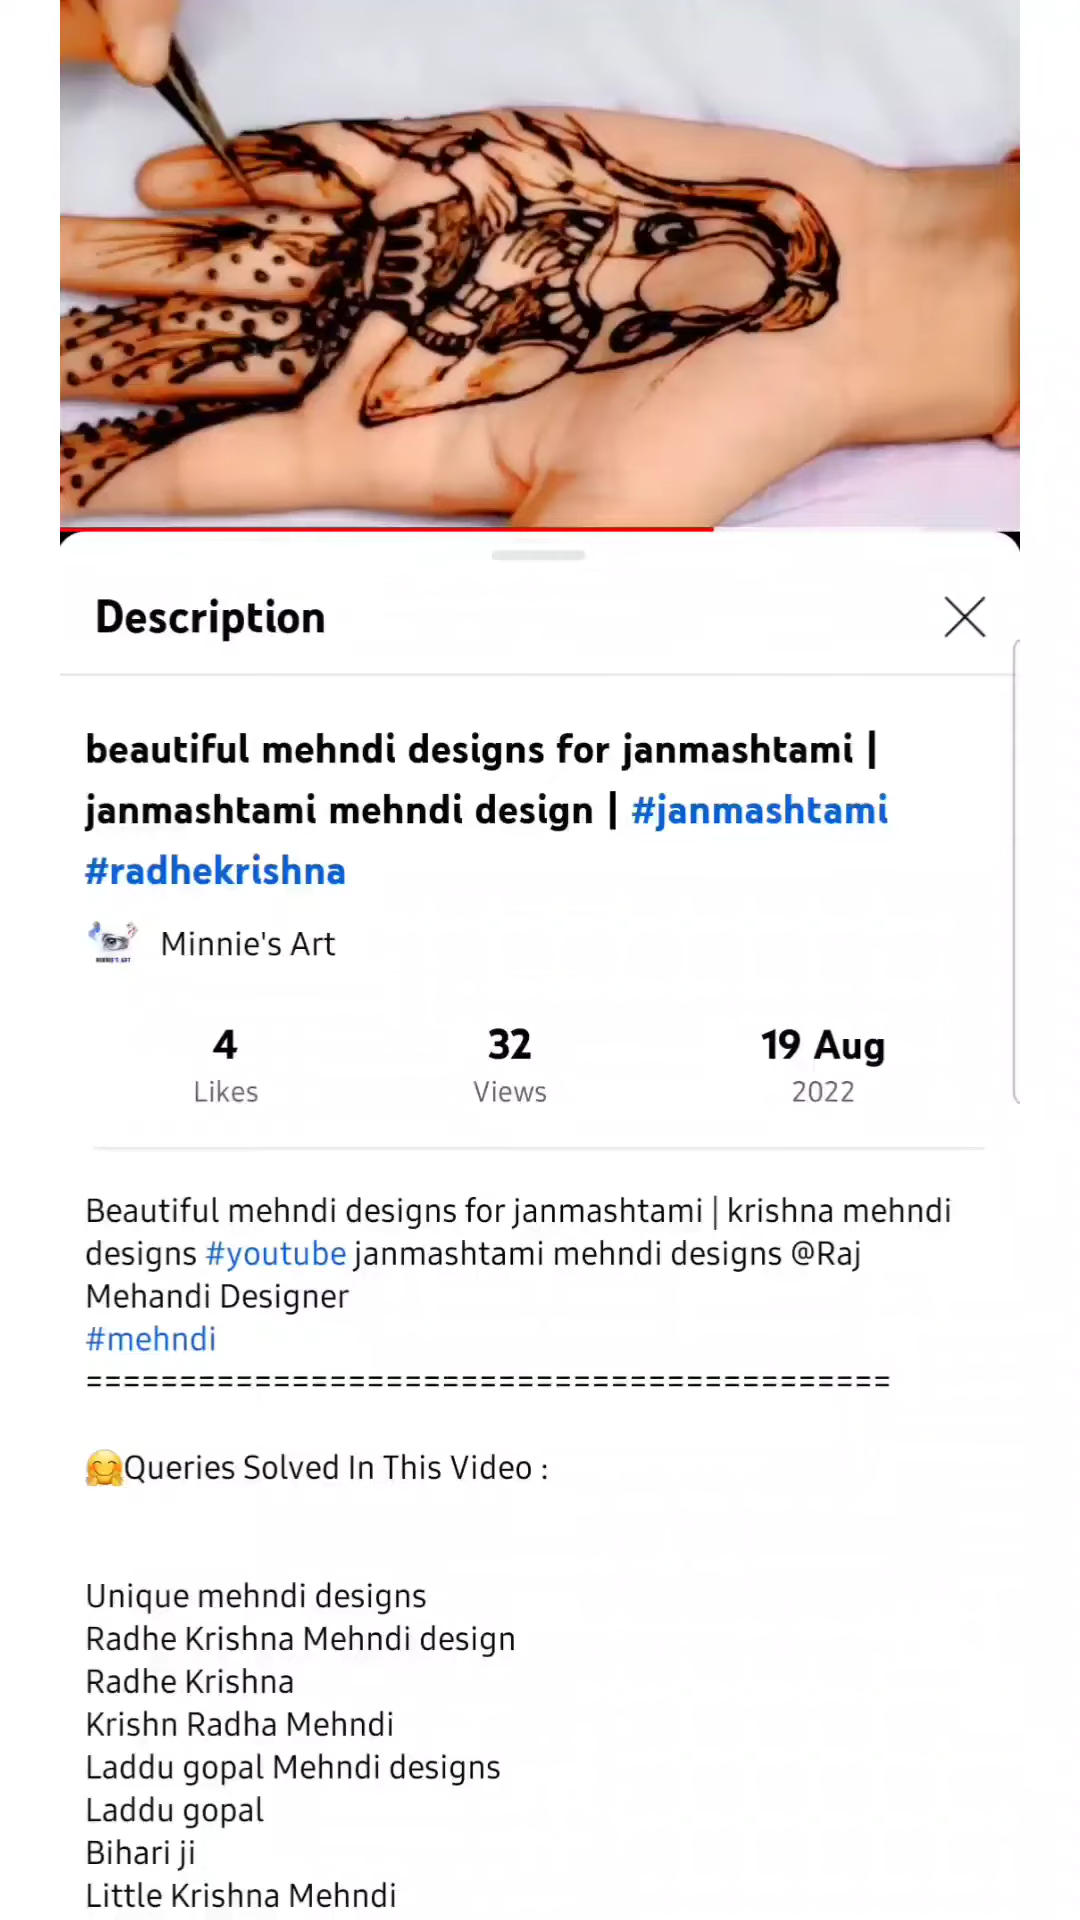 Description
beautiful mehndi designs for janmashtami |
janmashtami mehndi design | #janmashtami
#radhekrishna
Minnie's Art
4
Likes
32
Views
19 Aug
2022
Beautiful mehndi designs for janmashtami | krishna mehndi
designs #youtube janmashtami mehndi designs @Raj
Mehandi Designer
#mehndi
===========================================
🤗Queries Solved In This Video :
Unique mehndi designs
Radhe Krishna Mehndi design
Radhe Krishna
Krishn Radha Mehndi
Laddu gopal Mehndi designs
Laddu gopal
Bihari ji
Little Krishna Mehndi